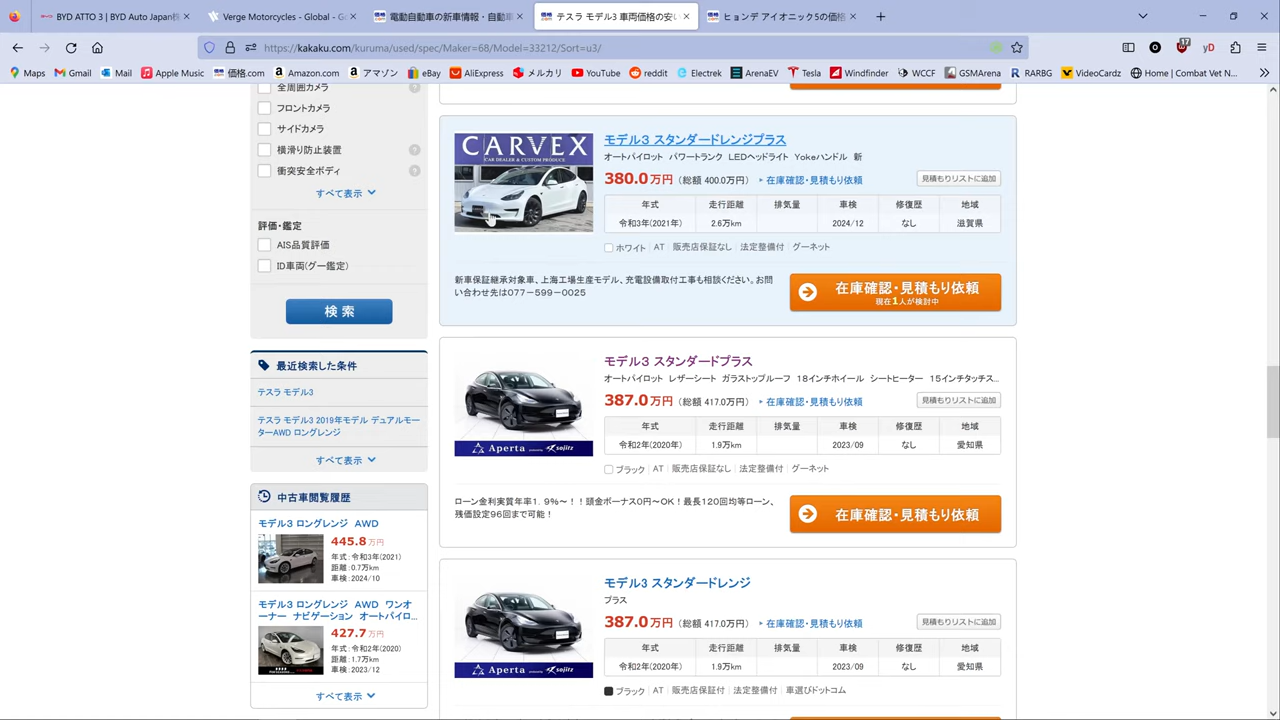 BYD ATTO 3 | BYD Auto Japan株
Verge Motorcycles - Global - G
電動自動車の新車情報・自動車
テスラ モデル3 車両価格の安い
ヒョンデ アイオニック5の価格
https://kakaku.com/kuruma/used/spec/Maker=68/Model=33212/Sort=u3/
17
yD
Maps Gmail Mail Apple Music 価格.com Amazon.com アマゾン eBay AliExpress メルカリ YouTube reddit Electrek ArenaEV Tesla Windfinder WCCF GSMArena RARBG VideoCardz Home | Combat Vet N...
全周囲カメラ
フロントカメラ
サイドカメラ
横滑り防止装置
衝突安全ボディ
すべて表示
評価・鑑定
AIS品質評価
ID車両(グー鑑定)
検 索
最近検索した条件
テスラ モデル3
テスラ モデル3 2019年モデル デュアルモー
ターAWD ロングレンジ
すべて表示
中古車閲覧履歴
モデル3 ロングレンジ AWD
445.8 万円
年式:令和3年(2021)
距離:0.7万km
車検:2024/10
モデル3 ロングレンジ AWD ワンオ
ーナー ナビゲーション オートパイロ...
427.7 万円
年式:令和2年(2020)
距離:1.7万km
車検:2023/12
すべて表示
CARVEX
CAR DEALER & CUSTOM PRODUCE
モデル3 スタンダードレンジプラス
オートパイロット パワートランク LEDヘッドライト Yokeハンドル 新
380.0万円 (総額 400.0万円) 在庫確認・見積もり依頼 見積もりリストに追加
年式 走行距離 排気量 車検 修復歴 地域
令和3年(2021年) 2.6万km 2024/12 なし 滋賀県
ホワイト AT 販売店保証なし 法定整備付 グーネット
新車保証継承対象車、上海工場生産モデル、充電設備取付工事も相談ください。お問
い合わせ先は077-599-0025
在庫確認・見積もり依頼
現在1人が検討中
モデル3 スタンダードプラス
オートパイロット レザーシート ガラストップルーフ 18インチホイール シートヒーター 15インチタッチス...
387.0万円 (総額 417.0万円) 在庫確認・見積もり依頼 見積もりリストに追加
年式 走行距離 排気量 車検 修復歴 地域
令和2年(2020年) 1.9万km 2023/09 なし 愛知県
ブラック AT 販売店保証なし 法定整備付 グーネット
Aperta sojitz
ローン金利実質年率1.9%~!!頭金ボーナス0円~OK!最長120回均等ローン、
残価設定96回まで可能!
在庫確認・見積もり依頼
モデル3 スタンダードレンジ
プラス
387.0万円 (総額 417.0万円) 在庫確認・見積もり依頼 見積もりリストに追加
年式 走行距離 排気量 車検 修復歴 地域
令和2年(2020年) 1.9万km 2023/09 なし 愛知県
ブラック AT 販売店保証付 法定整備付 車選びドットコム
Aperta sojitz